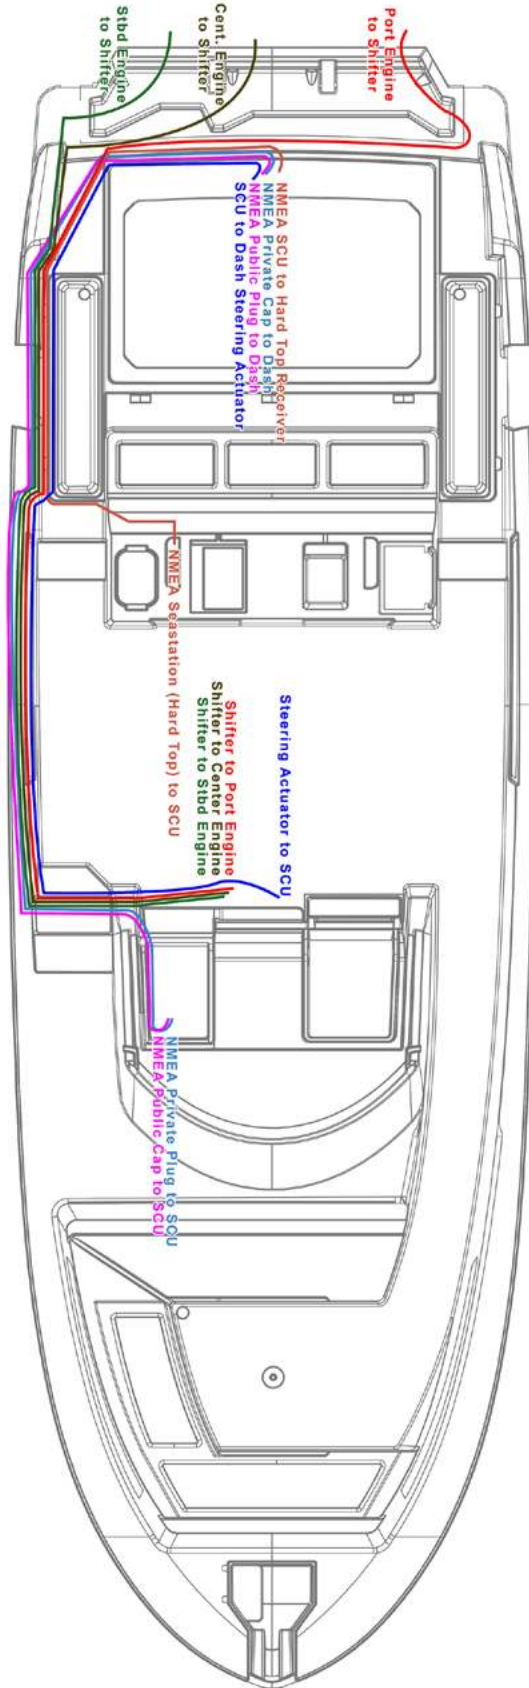 Port Engine
to Shifter
Cent. Engine
to Shifter
Stbd Engine
to Shifter
NMEA SCU to Hard Top Receiver
NMEA Private Cap to Dash
NMEA Public Plug to Dash
SCU to Dash Steering Actuator
NMEA Seastation (Hard Top) to SCU
Steering Actuator to SCU
Shifter to Port Engine
Shifter to Center Engine
Shifter to Stbd Engine
NMEA Private Plug to SCU
NMEA Public Cap to SCU